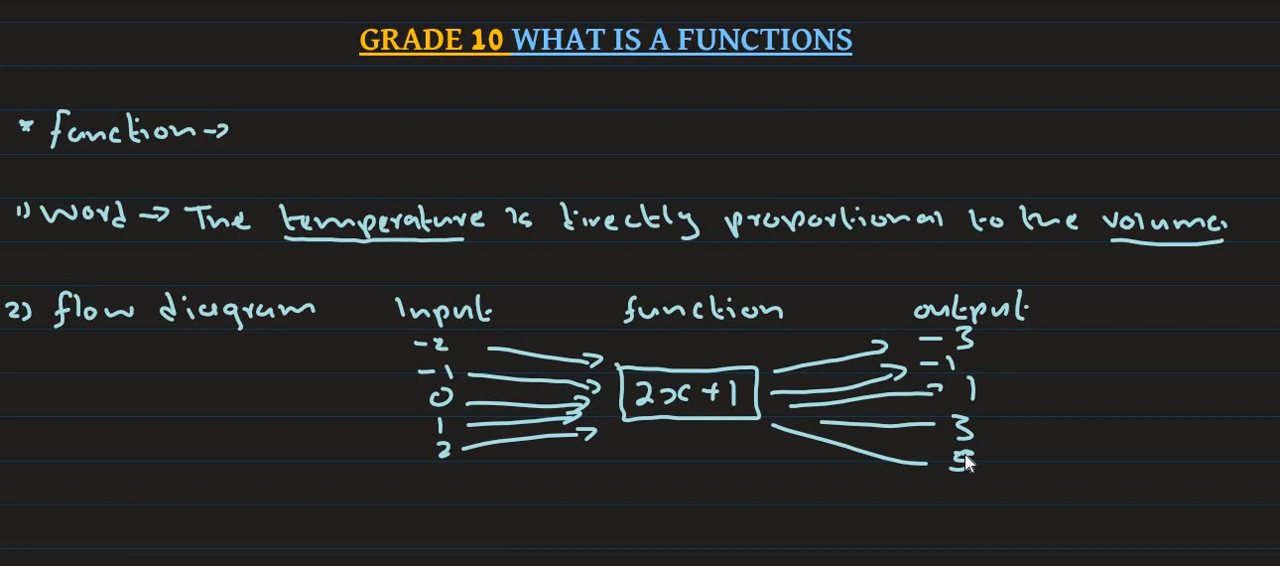 GRADE 10 WHAT IS A FUNCTIONS
* function →
1) Word → The temperature is directly proportional to the volume.
2) flow diagram Input function output
-2 -3
-1 -1
0 2x+1 1
1 3
2 5